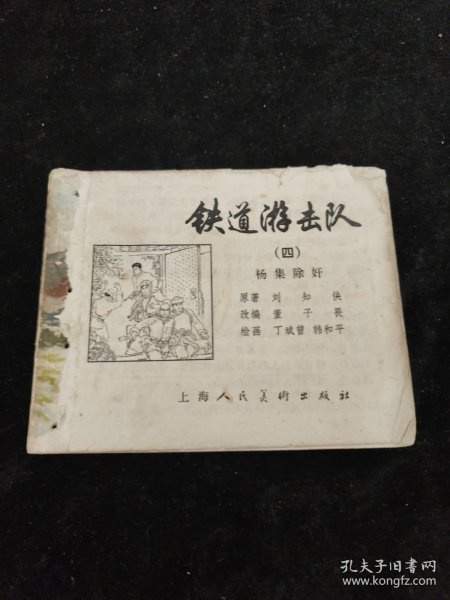 铁道游击队
(四)
杨集除奸
原著 刘知侠
改编 董子畏
绘画 丁斌曾 韩和平
上海人民美術出版社
孔夫子旧书网
www.kongfz.com